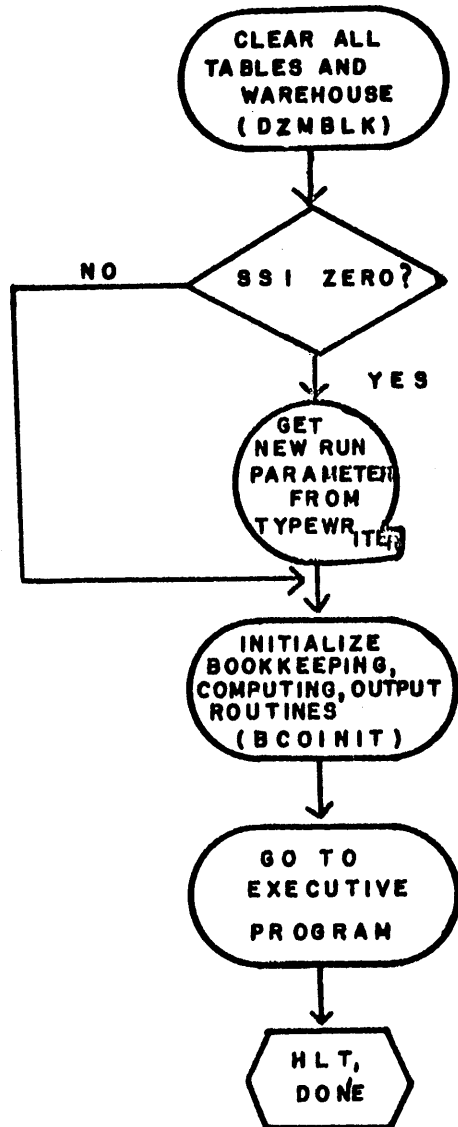 CLEAR ALL
TABLES AND
WAREHOUSE
(DZMBLK)
SSI ZERO?
NO
YES
GET
NEW RUN
PARAMETER
FROM
TYPEWRITER
INITIALIZE
BOOKKEEPING,
COMPUTING, OUTPUT
ROUTINES
(BCOINIT)
GO TO
EXECUTIVE
PROGRAM
HLT,
DONE